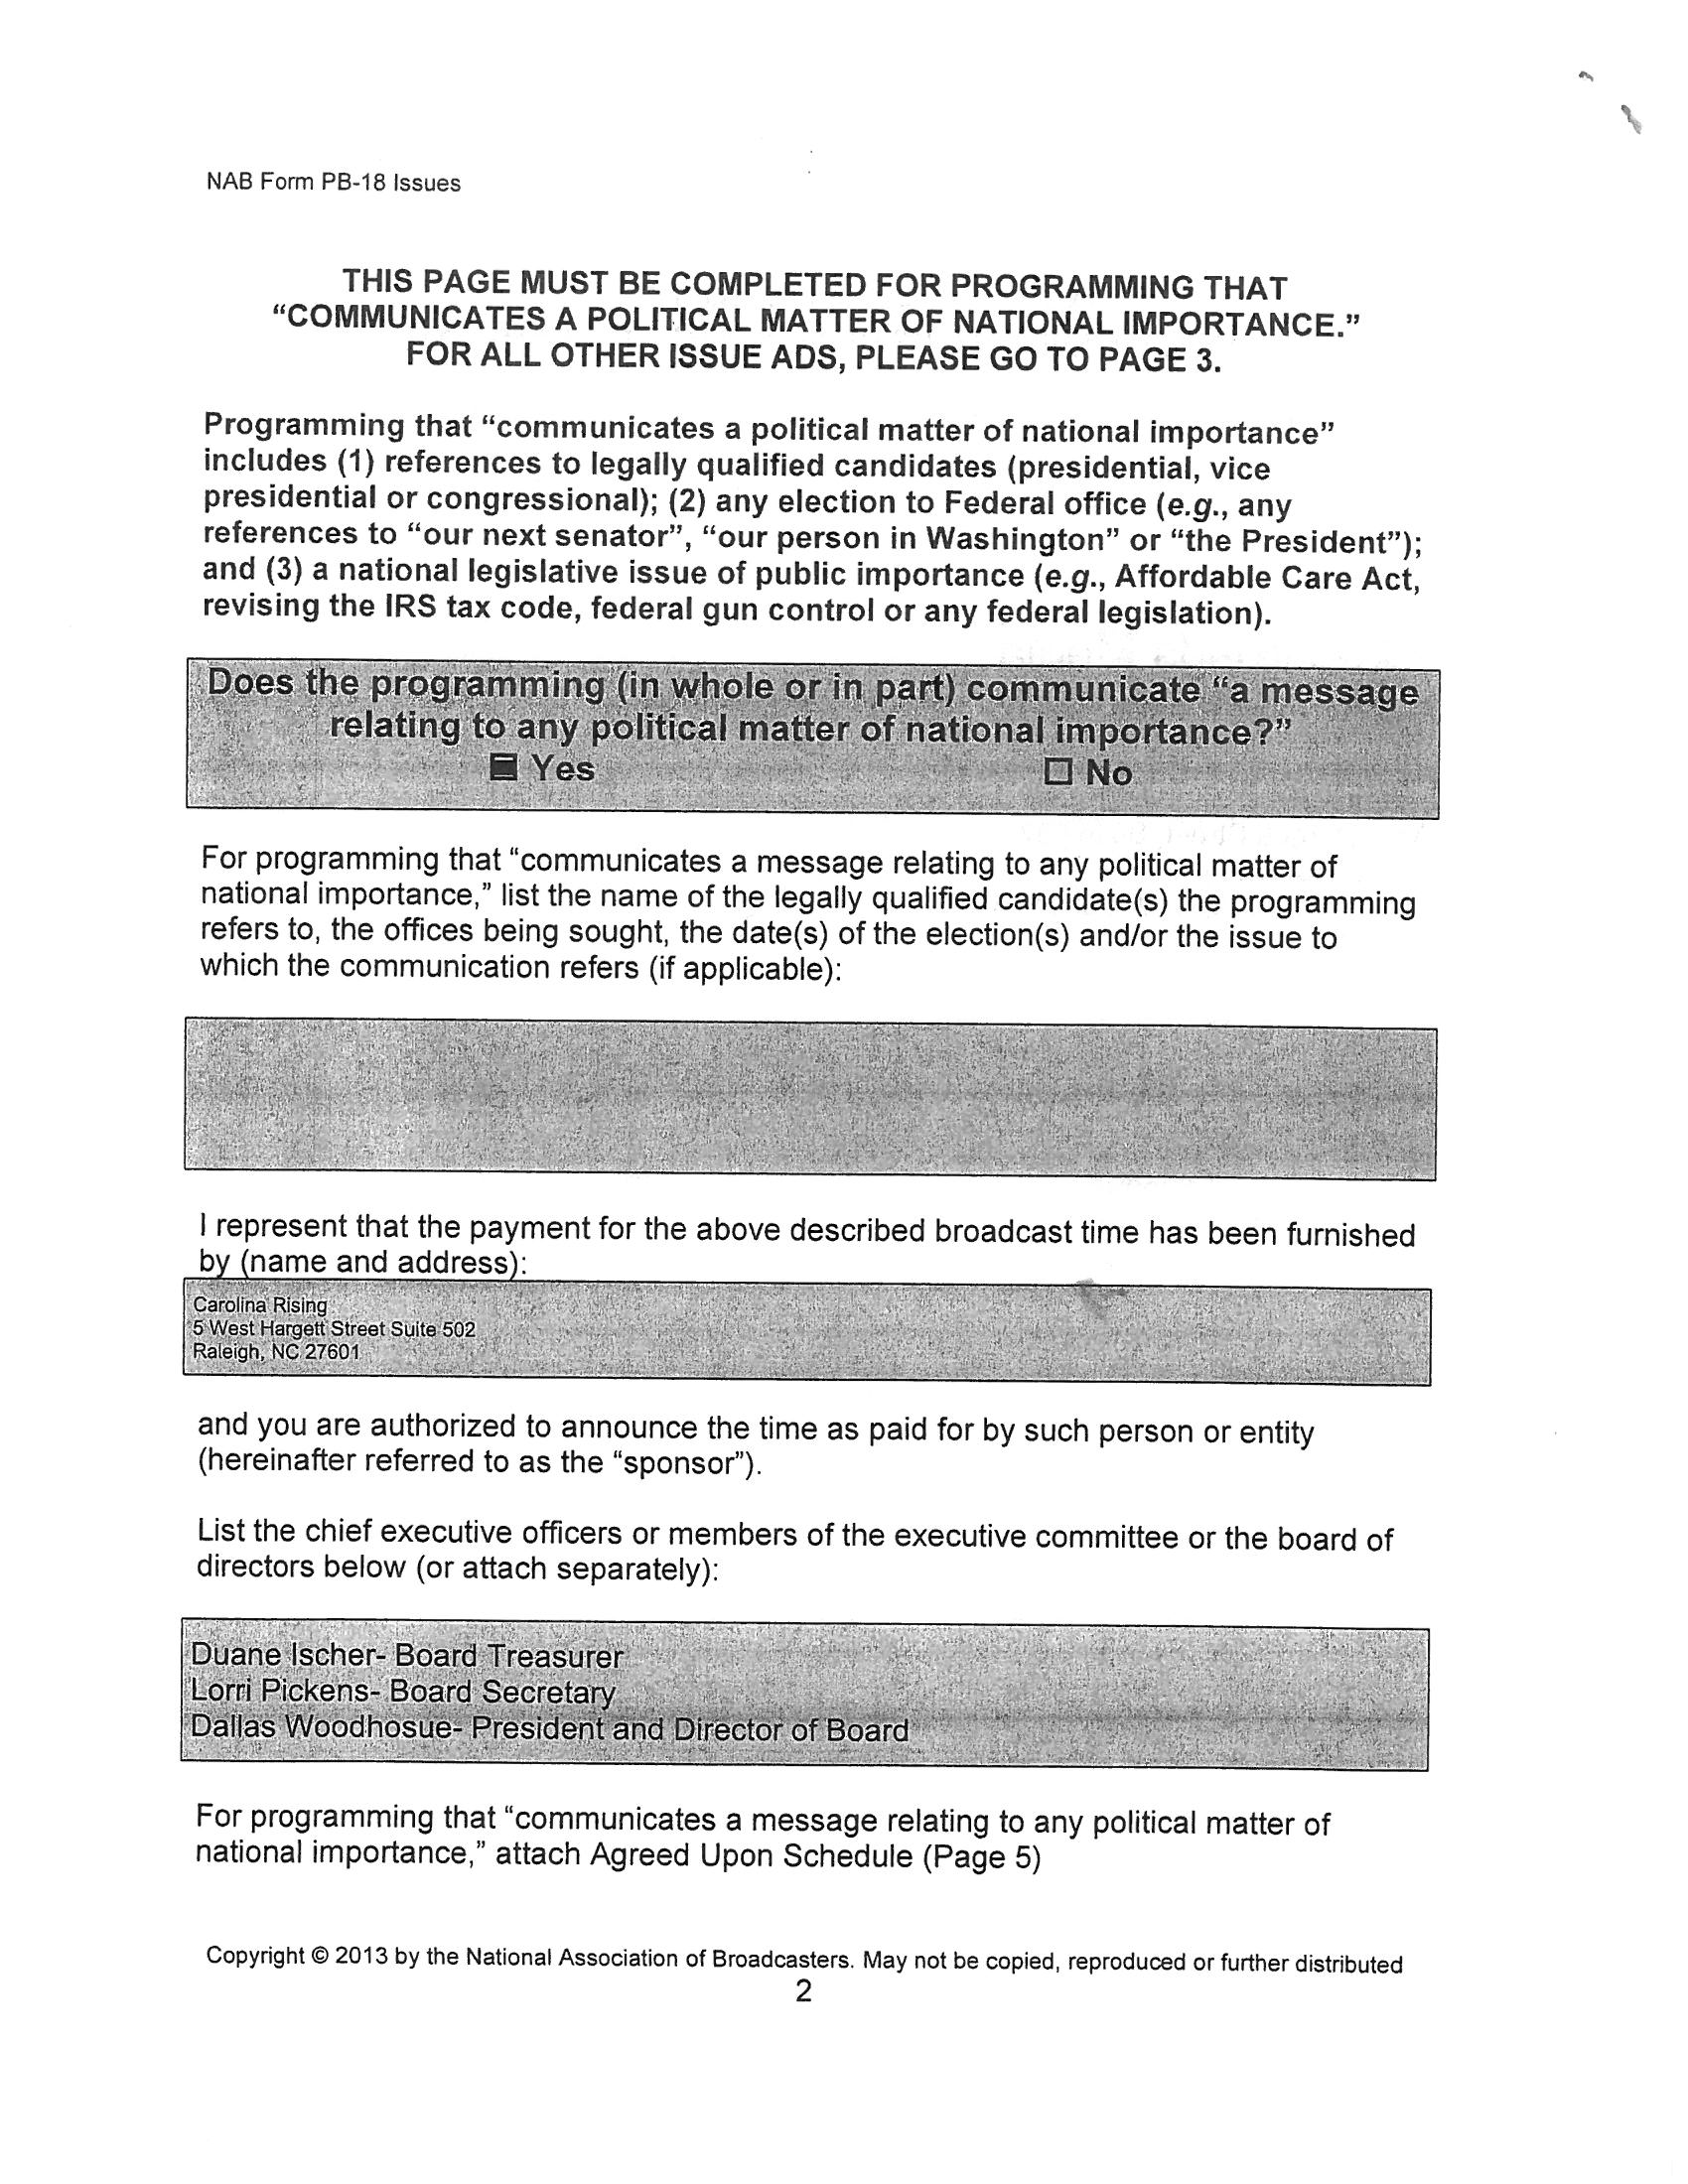 NAB Form PB-18 Issues
THIS PAGE MUST BE COMPLETED FOR PROGRAMMING THAT
“COMMUNICATES A POLITICAL MATTER OF NATIONAL IMPORTANCE.”
FOR ALL OTHER ISSUE ADS, PLEASE GO TO PAGE 3.
Programming that “communicates a political matter of national importance”
includes (1) references to legally qualified candidates (presidential, vice
presidential or congressional); (2) any election to Federal office (e.g., any
references to “our next senator”, “our person in Washington” or “the President”);
and (3) a national legislative issue of public importance (e.g., Affordable Care Act,
revising the IRS tax code, federal gun control or any federal legislation).
Does the programming (in whole or in part) communicate “a message
relating to any political matter of national importance?”
Yes No
For programming that “communicates a message relating to any political matter of
national importance,” list the name of the legally qualified candidate(s) the programming
refers to, the offices being sought, the date(s) of the election(s) and/or the issue to
which the communication refers (if applicable):
I represent that the payment for the above described broadcast time has been furnished
by (name and address):
Carolina Rising
5 West Hargett Street Suite 502
Raleigh, NC 27601
and you are authorized to announce the time as paid for by such person or entity
(hereinafter referred to as the “sponsor”).
List the chief executive officers or members of the executive committee or the board of
directors below (or attach separately):
Duane Ischer- Board Treasurer
Lorri Pickens- Board Secretary
Dallas Woodhosue- President and Director of Board
For programming that “communicates a message relating to any political matter of
national importance,” attach Agreed Upon Schedule (Page 5)
Copyright © 2013 by the National Association of Broadcasters. May not be copied, reproduced or further distributed
2